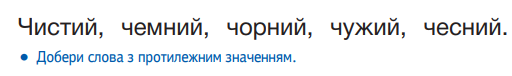 Чистий, чемний, чорний, чужий, чесний.
• Добери слова з протилежним значенням.